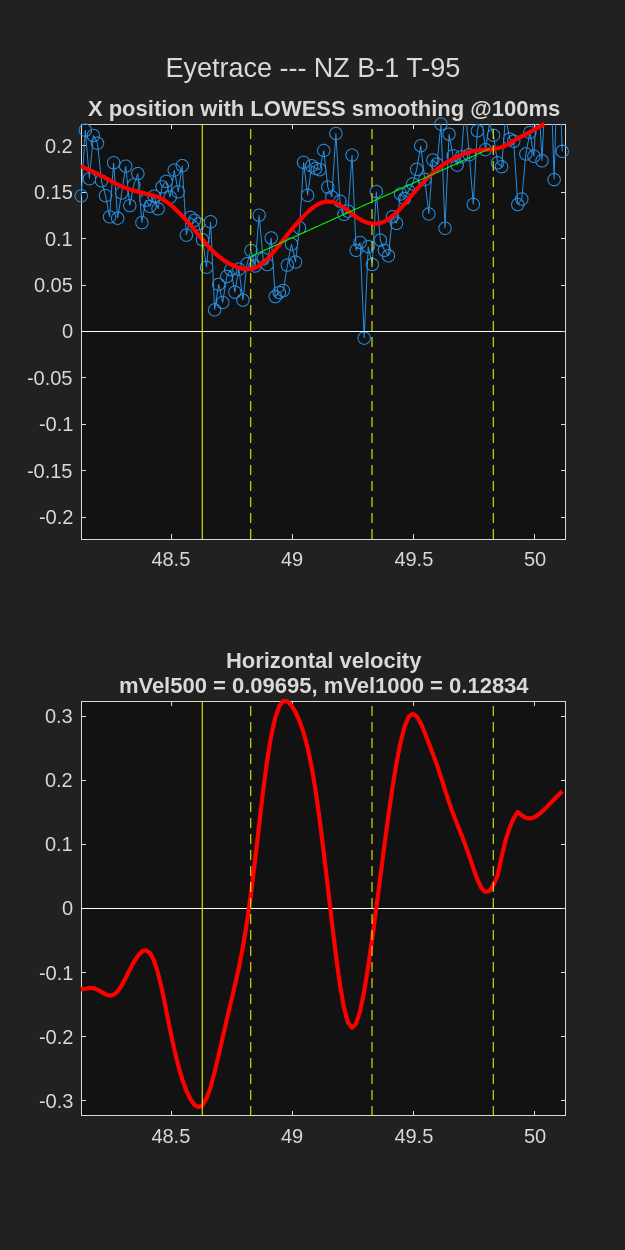 Eyetrace --- NZ B-1 T-95
X position with LOWESS smoothing @100ms
0.2
0.15
0.1
0.05
0
-0.05
-0.1
-0.15
-0.2
48.5 49 49.5 50
Horizontal velocity
mVel500 = 0.09695, mVel1000 = 0.12834
0.3
0.2
0.1
0
-0.1
-0.2
-0.3
48.5 49 49.5 50